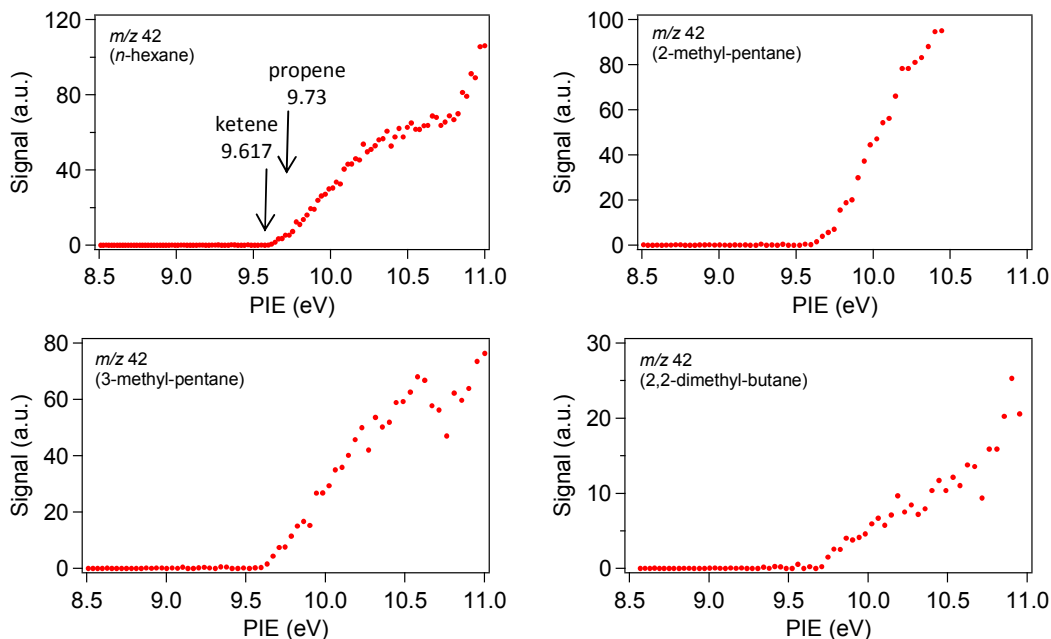 m/z 42
(n-hexane)
propene
9.73
ketene
9.617
Signal (a.u.)
120
80
40
0
8.5 9.0 9.5 10.0 10.5 11.0
PIE (eV)
m/z 42
(2-methyl-pentane)
Signal (a.u.)
100
80
60
40
20
0
8.5 9.0 9.5 10.0 10.5 11.0
PIE (eV)
m/z 42
(3-methyl-pentane)
Signal (a.u.)
80
60
40
20
0
8.5 9.0 9.5 10.0 10.5 11.0
PIE (eV)
m/z 42
(2,2-dimethyl-butane)
Signal (a.u.)
30
20
10
0
8.5 9.0 9.5 10.0 10.5 11.0
PIE (eV)